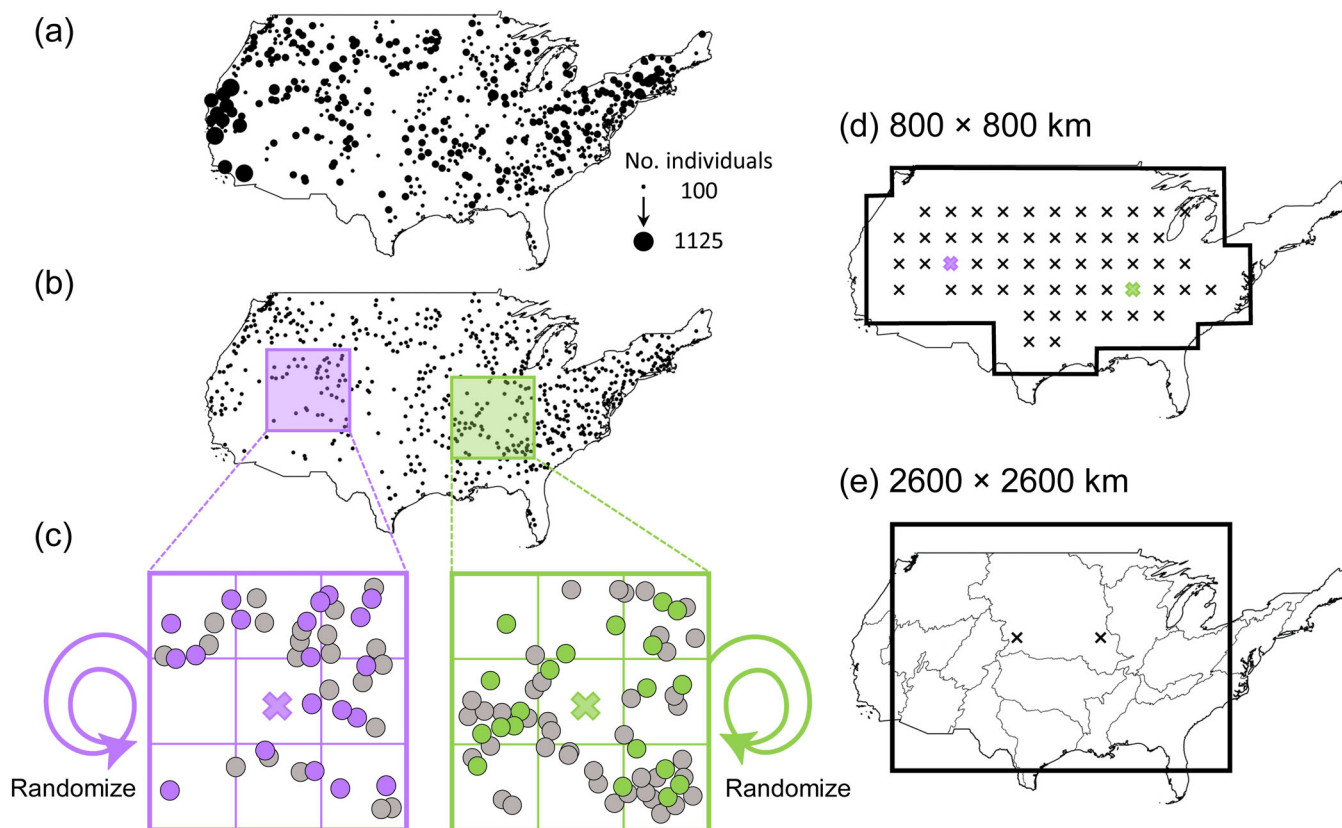 (a)
No. individuals
100
1125
(b)
(c)
Randomize
Randomize
(d) 800 × 800 km
(e) 2600 × 2600 km